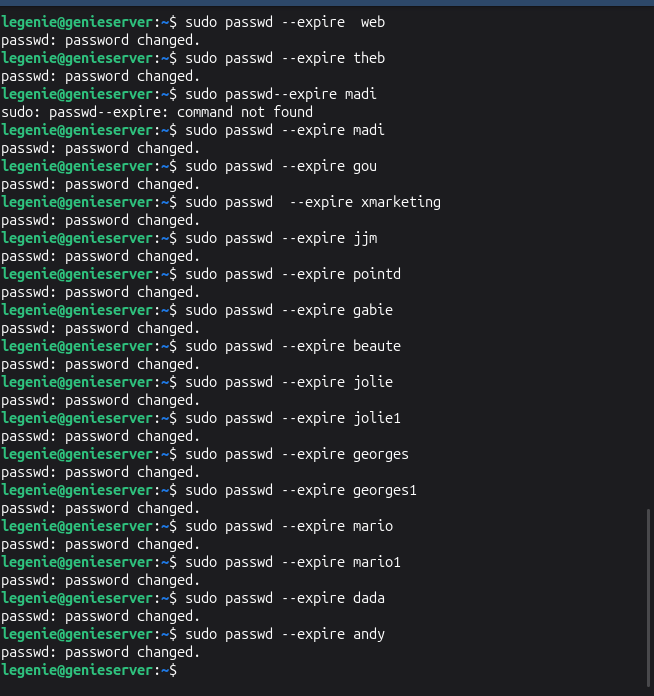 legenie@genieserver:~$ sudo passwd --expire  web
passwd: password changed.
legenie@genieserver:~$ sudo passwd --expire theb
passwd: password changed.
legenie@genieserver:~$ sudo passwd--expire madi
sudo: passwd--expire: command not found
legenie@genieserver:~$ sudo passwd --expire madi
passwd: password changed.
legenie@genieserver:~$ sudo passwd --expire gou
passwd: password changed.
legenie@genieserver:~$ sudo passwd  --expire xmarketing
passwd: password changed.
legenie@genieserver:~$ sudo passwd --expire jjm
passwd: password changed.
legenie@genieserver:~$ sudo passwd --expire pointd
passwd: password changed.
legenie@genieserver:~$ sudo passwd --expire gabie
passwd: password changed.
legenie@genieserver:~$ sudo passwd --expire beaute
passwd: password changed.
legenie@genieserver:~$ sudo passwd --expire jolie
passwd: password changed.
legenie@genieserver:~$ sudo passwd --expire jolie1
passwd: password changed.
legenie@genieserver:~$ sudo passwd --expire georges
passwd: password changed.
legenie@genieserver:~$ sudo passwd --expire georges1
passwd: password changed.
legenie@genieserver:~$ sudo passwd --expire mario
passwd: password changed.
legenie@genieserver:~$ sudo passwd --expire mario1
passwd: password changed.
legenie@genieserver:~$ sudo passwd --expire dada
passwd: password changed.
legenie@genieserver:~$ sudo passwd --expire andy
passwd: password changed.
legenie@genieserver:~$